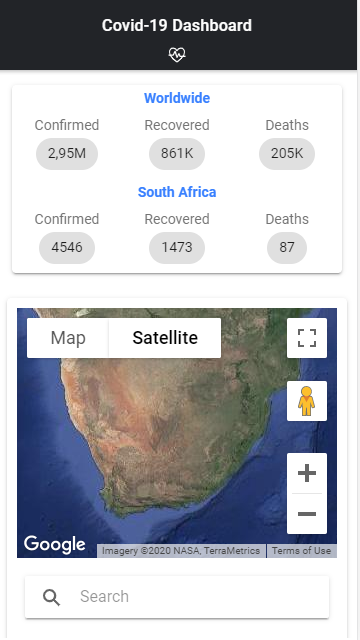 Covid-19 Dashboard
Worldwide
Confirmed Recovered Deaths
2,95M 861K 205K
South Africa
Confirmed Recovered Deaths
4546 1473 87
Map Satellite
Google
Imagery ©2020 NASA, TerraMetrics Terms of Use
Search